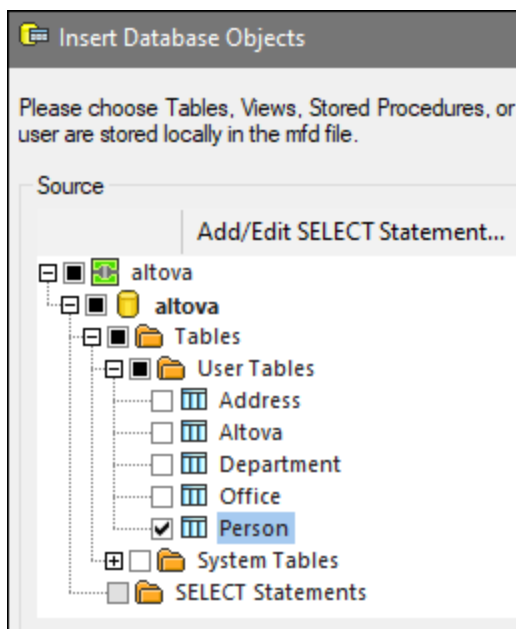 Insert Database Objects
Please choose Tables, Views, Stored Procedures, or
user are stored locally in the mfd file.
Source
Add/Edit SELECT Statement...
altova
altova
Tables
User Tables
Address
Altova
Department
Office
Person
System Tables
SELECT Statements